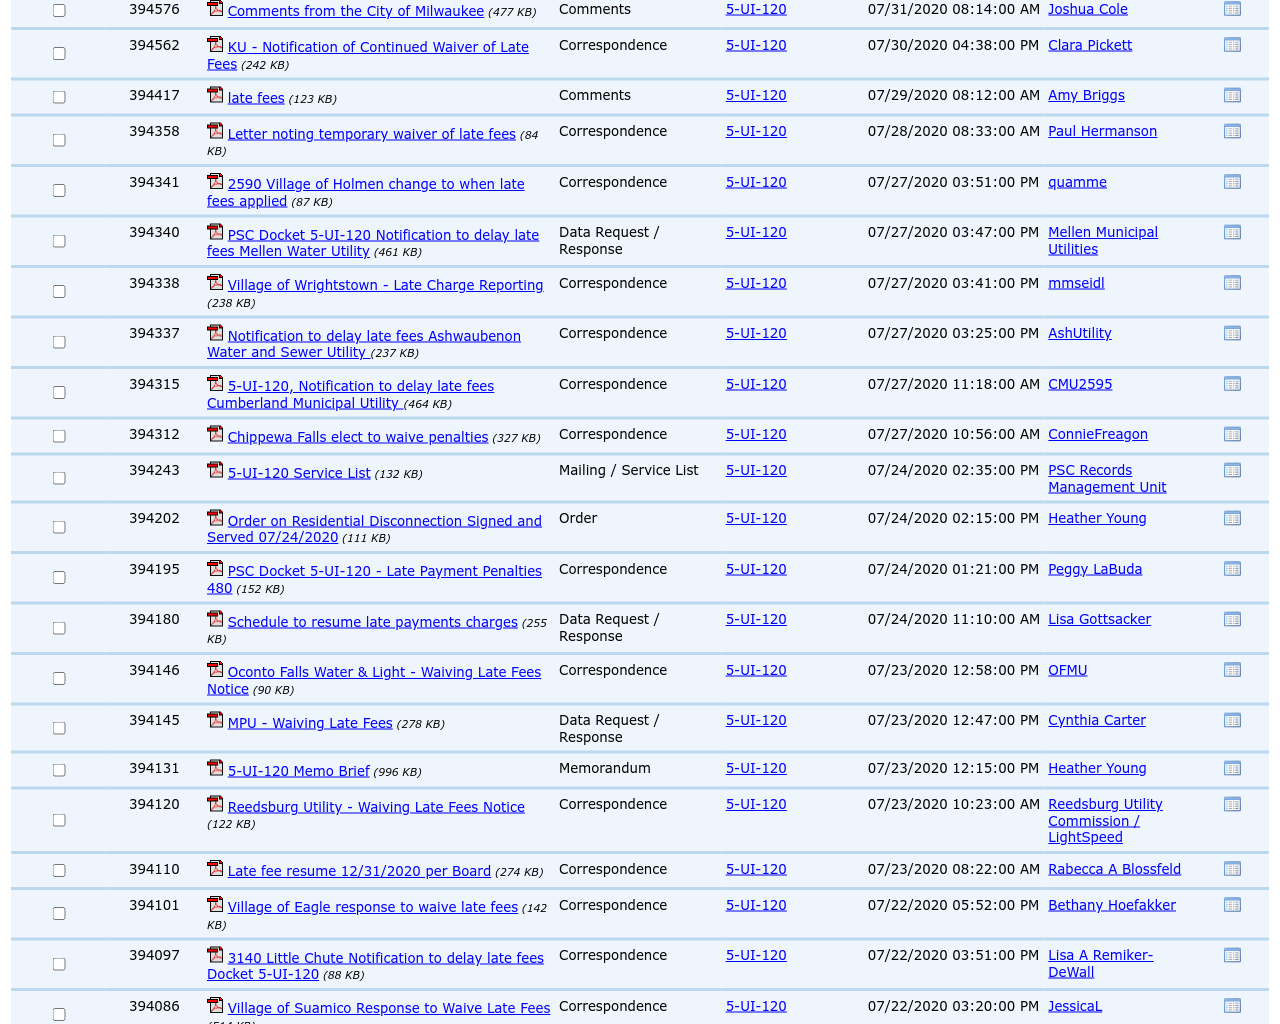 394576 Comments from the City of Milwaukee (477 KB) Comments 5-UI-120 07/31/2020 08:14:00 AM Joshua Cole
394562 KU - Notification of Continued Waiver of Late Correspondence 5-UI-120 07/30/2020 04:38:00 PM Clara Pickett
Fees (242 KB)
394417 late fees (123 KB) Comments 5-UI-120 07/29/2020 08:12:00 AM Amy Briggs
394358 Letter noting temporary waiver of late fees (84 Correspondence 5-UI-120 07/28/2020 08:33:00 AM Paul Hermanson
KB)
394341 2590 Village of Holmen change to when late Correspondence 5-UI-120 07/27/2020 03:51:00 PM quamme
fees applied (87 KB)
394340 PSC Docket 5-UI-120 Notification to delay late Data Request / 5-UI-120 07/27/2020 03:47:00 PM Mellen Municipal
fees Mellen Water Utility (461 KB) Response Utilities
394338 Village of Wrightstown - Late Charge Reporting Correspondence 5-UI-120 07/27/2020 03:41:00 PM mmseidl
(238 KB)
394337 Notification to delay late fees Ashwaubenon Correspondence 5-UI-120 07/27/2020 03:25:00 PM AshUtility
Water and Sewer Utility (237 KB)
394315 5-UI-120, Notification to delay late fees Correspondence 5-UI-120 07/27/2020 11:18:00 AM CMU2595
Cumberland Municipal Utility (464 KB)
394312 Chippewa Falls elect to waive penalties (327 KB) Correspondence 5-UI-120 07/27/2020 10:56:00 AM ConnieFreagon
394243 5-UI-120 Service List (132 KB) Mailing / Service List 5-UI-120 07/24/2020 02:35:00 PM PSC Records
Management Unit
394202 Order on Residential Disconnection Signed and Order 5-UI-120 07/24/2020 02:15:00 PM Heather Young
Served 07/24/2020 (111 KB)
394195 PSC Docket 5-UI-120 - Late Payment Penalties Correspondence 5-UI-120 07/24/2020 01:21:00 PM Peggy LaBuda
480 (152 KB)
394180 Schedule to resume late payments charges (255 Data Request / 5-UI-120 07/24/2020 11:10:00 AM Lisa Gottsacker
KB) Response
394146 Oconto Falls Water & Light - Waiving Late Fees Correspondence 5-UI-120 07/23/2020 12:58:00 PM OFMU
Notice (90 KB)
394145 MPU - Waiving Late Fees (278 KB) Data Request / 5-UI-120 07/23/2020 12:47:00 PM Cynthia Carter
Response
394131 5-UI-120 Memo Brief (996 KB) Memorandum 5-UI-120 07/23/2020 12:15:00 PM Heather Young
394120 Reedsburg Utility - Waiving Late Fees Notice Correspondence 5-UI-120 07/23/2020 10:23:00 AM Reedsburg Utility
(122 KB) Commission /
LightSpeed
394110 Late fee resume 12/31/2020 per Board (274 KB) Correspondence 5-UI-120 07/23/2020 08:22:00 AM Rabecca A Blossfeld
394101 Village of Eagle response to waive late fees (142 Correspondence 5-UI-120 07/22/2020 05:52:00 PM Bethany Hoefakker
KB)
394097 3140 Little Chute Notification to delay late fees Correspondence 5-UI-120 07/22/2020 03:51:00 PM Lisa A Remiker-
Docket 5-UI-120 (88 KB) DeWall
394086 Village of Suamico Response to Waive Late Fees Correspondence 5-UI-120 07/22/2020 03:20:00 PM JessicaL